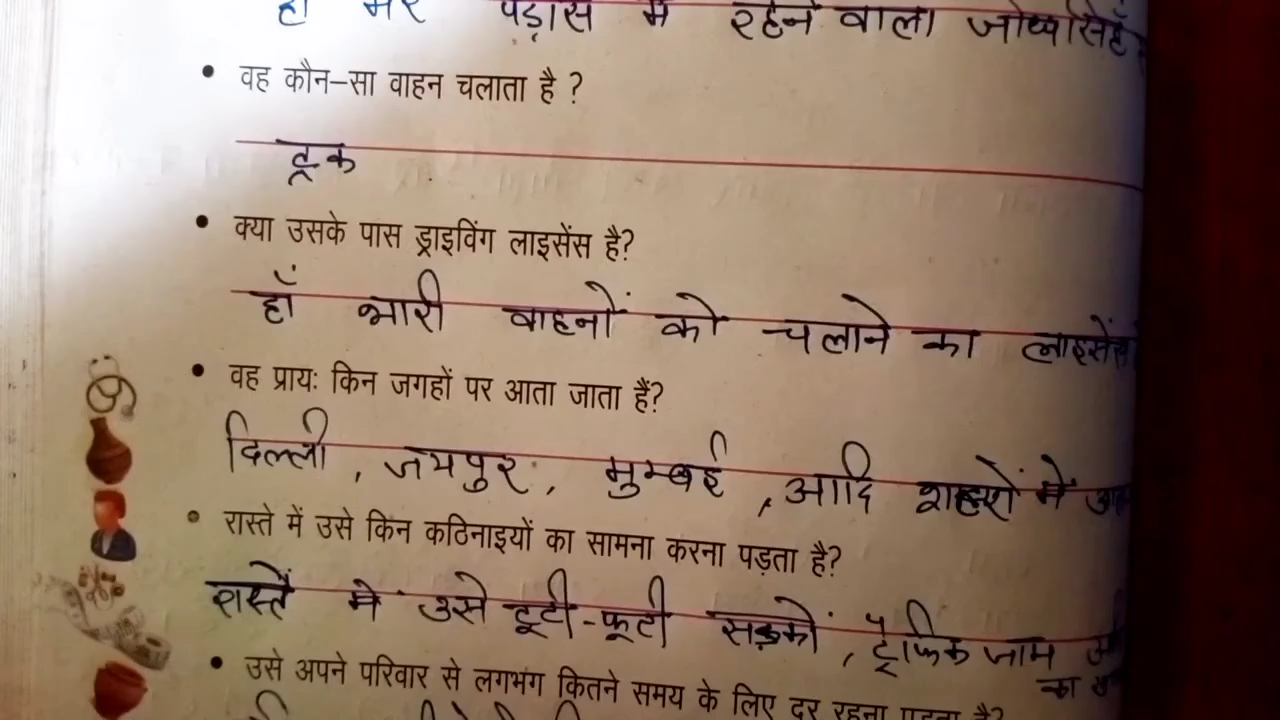 हाँ मेरे पड़ोस में रहने वाला
• वह कौन-सा वाहन चलाता है ?
ट्रक
• क्या उसके पास ड्राइविंग लाइसेंस है?
हाँ भारी वाहनों को चलाने का लाइसेंस
• वह प्रायः किन जगहों पर आता जाता है?
दिल्ली, जयपुर, मुम्बई, आदि शहरों में
• रास्ते में उसे किन कठिनाइयों का सामना करना पड़ता है?
रास्तें में उसे टूटी-फूटी सड़कों, ट्रैफिक जाम
का
• उसे अपने परिवार से लगभग कितने समय के लिए दूर रहना पड़ता है?